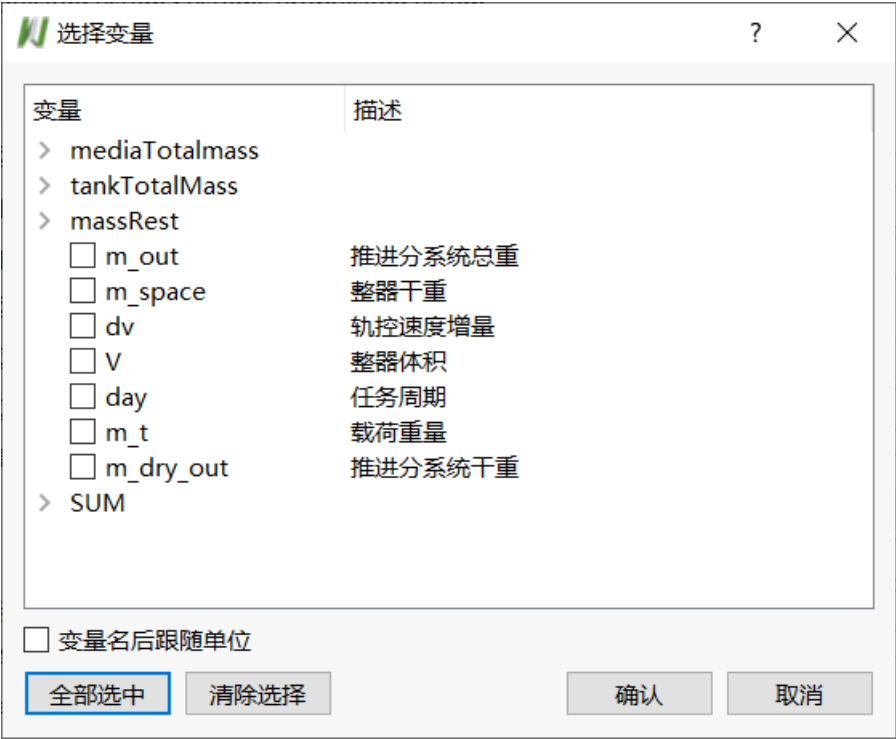 选择变量
?
变量 描述
mediaTotalmass
tankTotalMass
massRest
m_out 推进分系统总重
m_space 整器干重
dv 轨控速度增量
V 整器体积
day 任务周期
m_t 载荷重量
m_dry_out 推进分系统干重
SUM
变量名后跟随单位
全部选中 清除选择 确认 取消